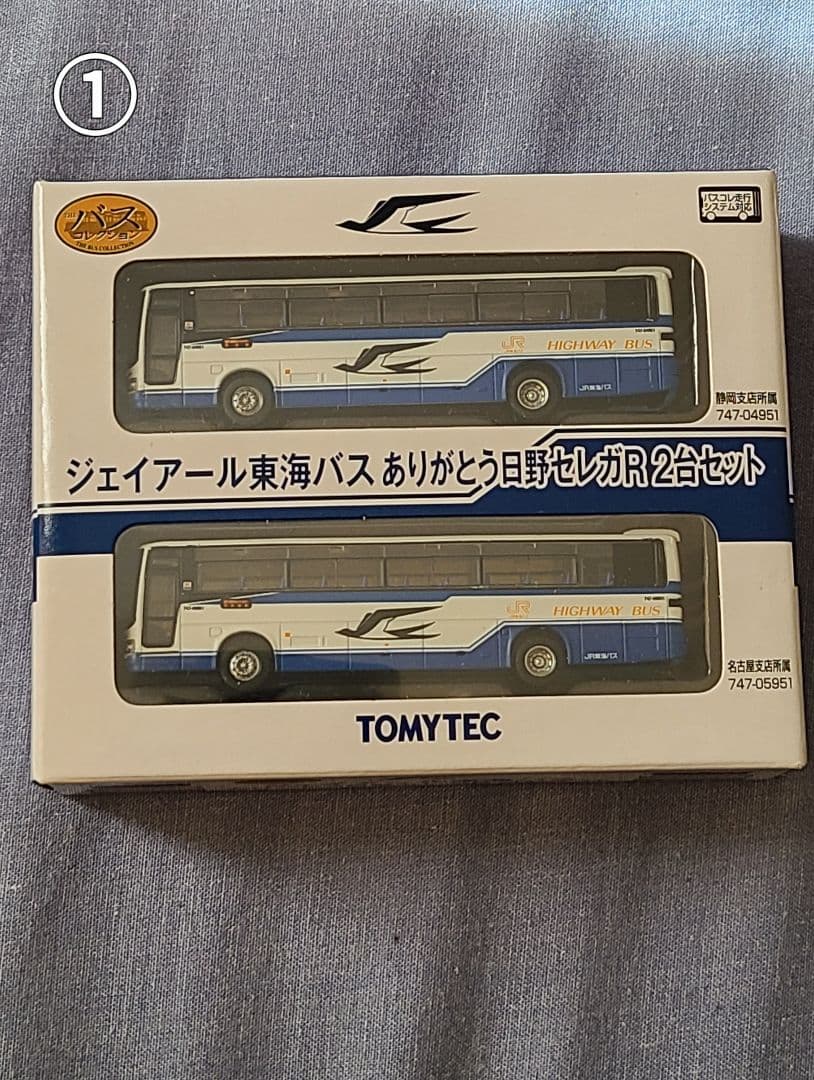 ①
THE
バス
コレクション
THE BUS COLLECTION
バスコレ走行
システム対応
JR
HIGHWAY BUS
JR東海バス
静岡支店所属
747-04951
ジェイアール東海バス ありがとう日野セレガR 2台セット
JR
HIGHWAY BUS
JR東海バス
名古屋支店所属
747-05951
TOMYTEC